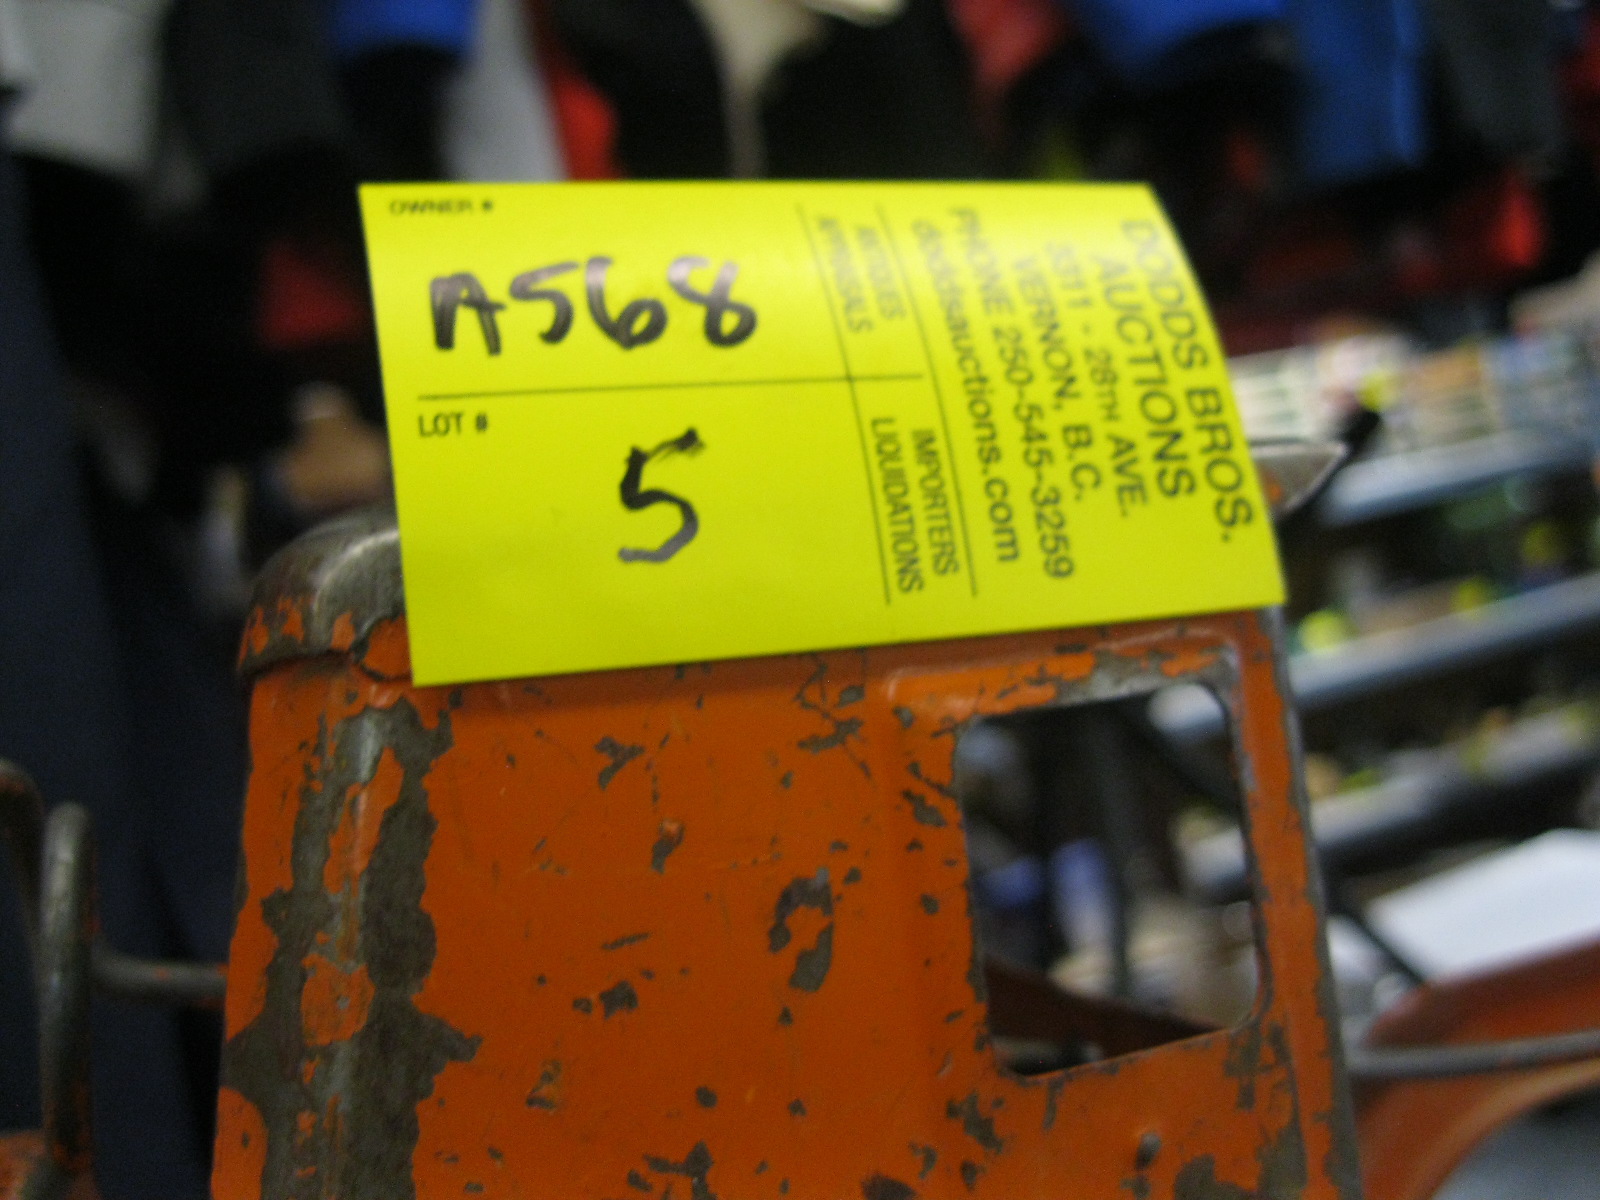 OWNER #
A568
LOT #
5
ANTIQUES
APPRAISALS
IMPORTERS
LIQUIDATIONS
DODDS BROS.
AUCTIONS
3311 - 28TH AVE.
VERNON, B.C.
PHONE 250-545-3259
doddsauctions.com